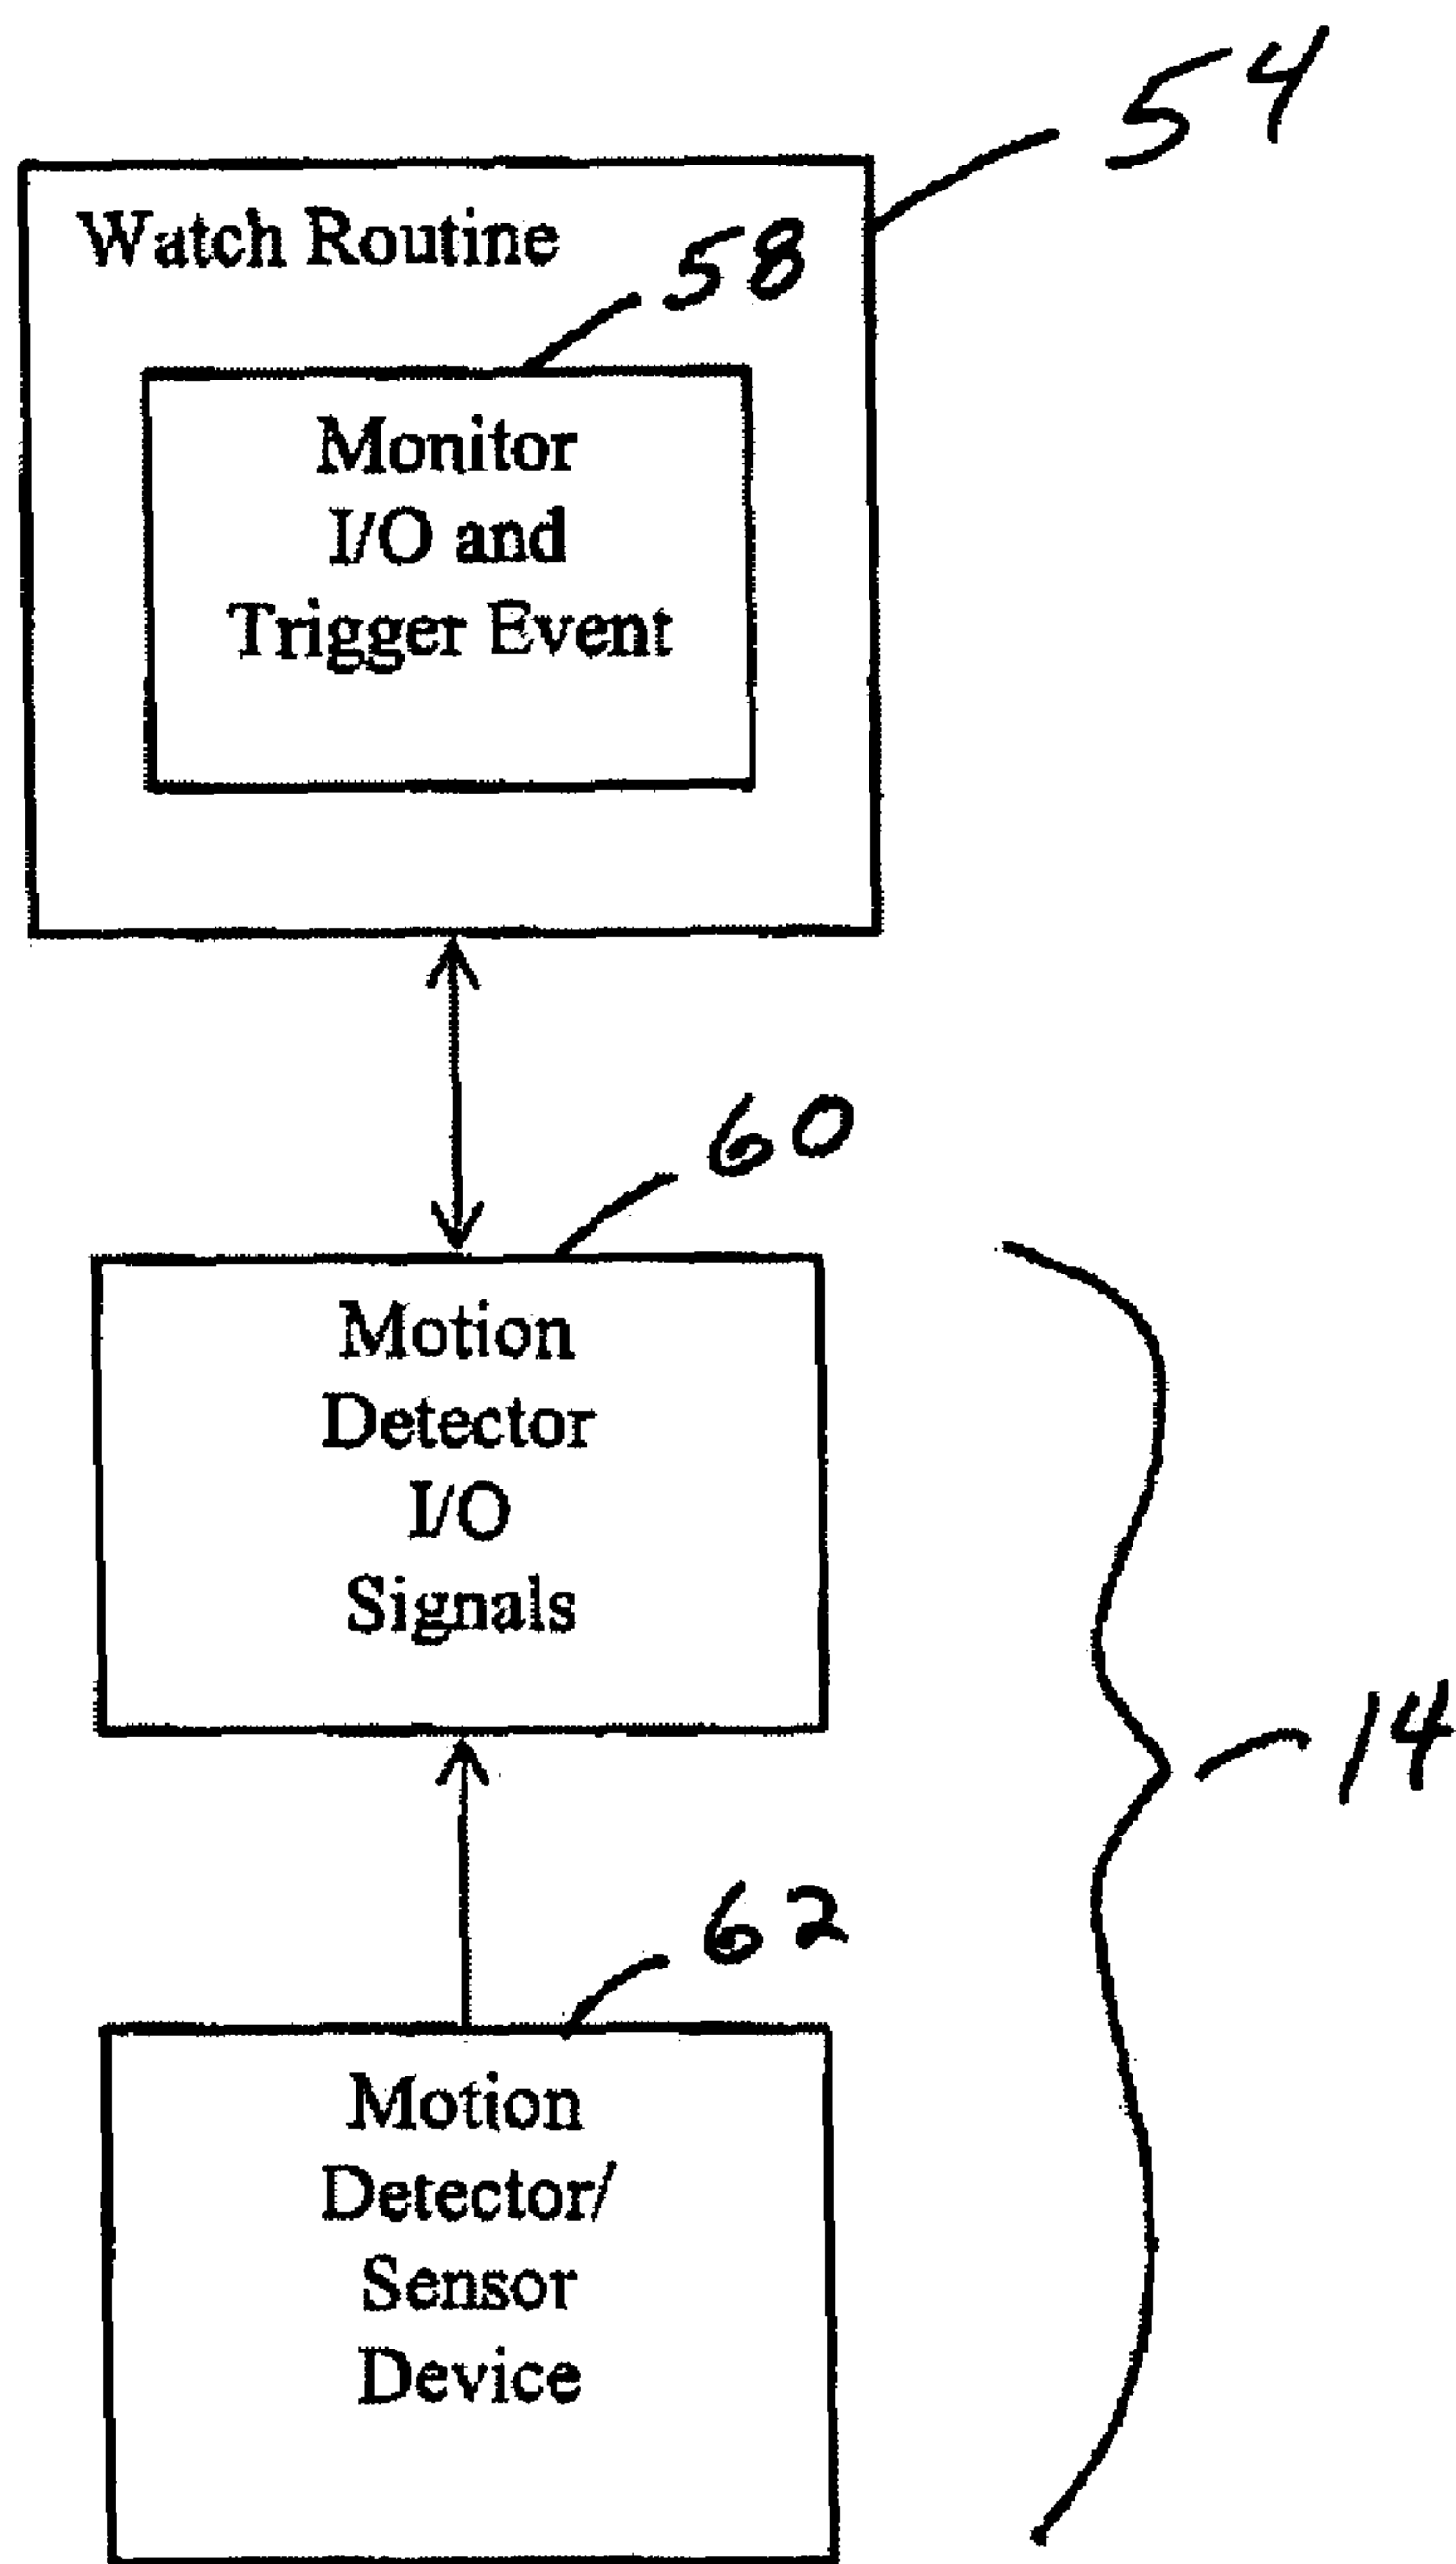 54
Watch Routine
58
Monitor
I/O and
Trigger Event
60
Motion
Detector
I/O
Signals
14
62
Motion
Detector/
Sensor
Device